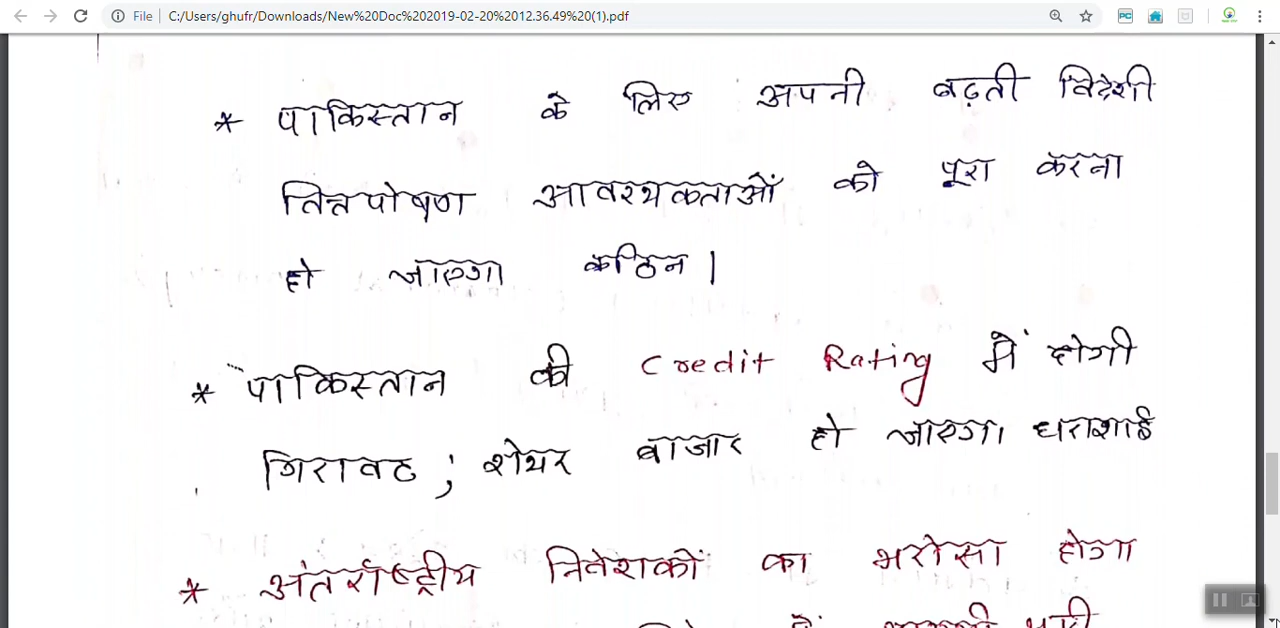 File C:/Users/ghufr/Downloads/New%20Doc%202019-02-20%2012.36.49%20(1).pdf
* पाकिस्तान के लिए अपनी बढ़ती विदेशी
वित्तपोषण आवश्यकताओं को पूरा करना
हो जाएगा कठिन।
* पाकिस्तान की Credit Rating में होगी
गिरावट ; शेयर बाजार हो जाएगा धराशाई
* अंतर्राष्ट्रीय निवेशकों का भरोसा होगा